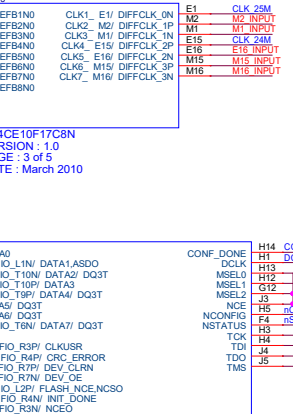 EFB1N0 CLK1_ E1/ DIFFCLK_0N E1 CLK_25M
EFB2N0 CLK2_ M2/ DIFFCLK_1P M2 M2_INPUT
EFB3N0 CLK3_ M1/ DIFFCLK_1N M1 M1_INPUT
EFB4N0 CLK4_ E15/ DIFFCLK_2P E15 CLK_24M
EFB5N0 CLK5_ E16/ DIFFCLK_2N E16 E16_INPUT
EFB6N0 CLK6_ M15/ DIFFCLK_3P M15 M15_INPUT
EFB7N0 CLK7_ M16/ DIFFCLK_3N M16 M16_INPUT
EFB8N0
4CE10F17C8N
RSION : 1.0
GE : 3 of 5
TE : March 2010
A0 CONF_DONE H14
IO_L1N/ DATA1,ASDO DCLK H1
IO_T10N/ DATA2/ DQ3T MSEL0 H13
IO_T10P/ DATA3 MSEL1 H12
IO_T9P/ DATA4/ DQ3T MSEL2 G12
A5/ DQ3T NCE J3
A6/ DQ3T NCONFIG H5
IO_T6N/ DATA7/ DQ3T NSTATUS F4
TCK H3
FIO_R3P/ CLKUSR TDI H4
FIO_R4P/ CRC_ERROR TDO J4
FIO_R7P/ DEV_CLRN TMS J5
FIO_R7N/ DEV_OE
IO_L2P/ FLASH_NCE,NCSO
FIO_R4N/ INIT_DONE
FIO_R3N/ NCEO